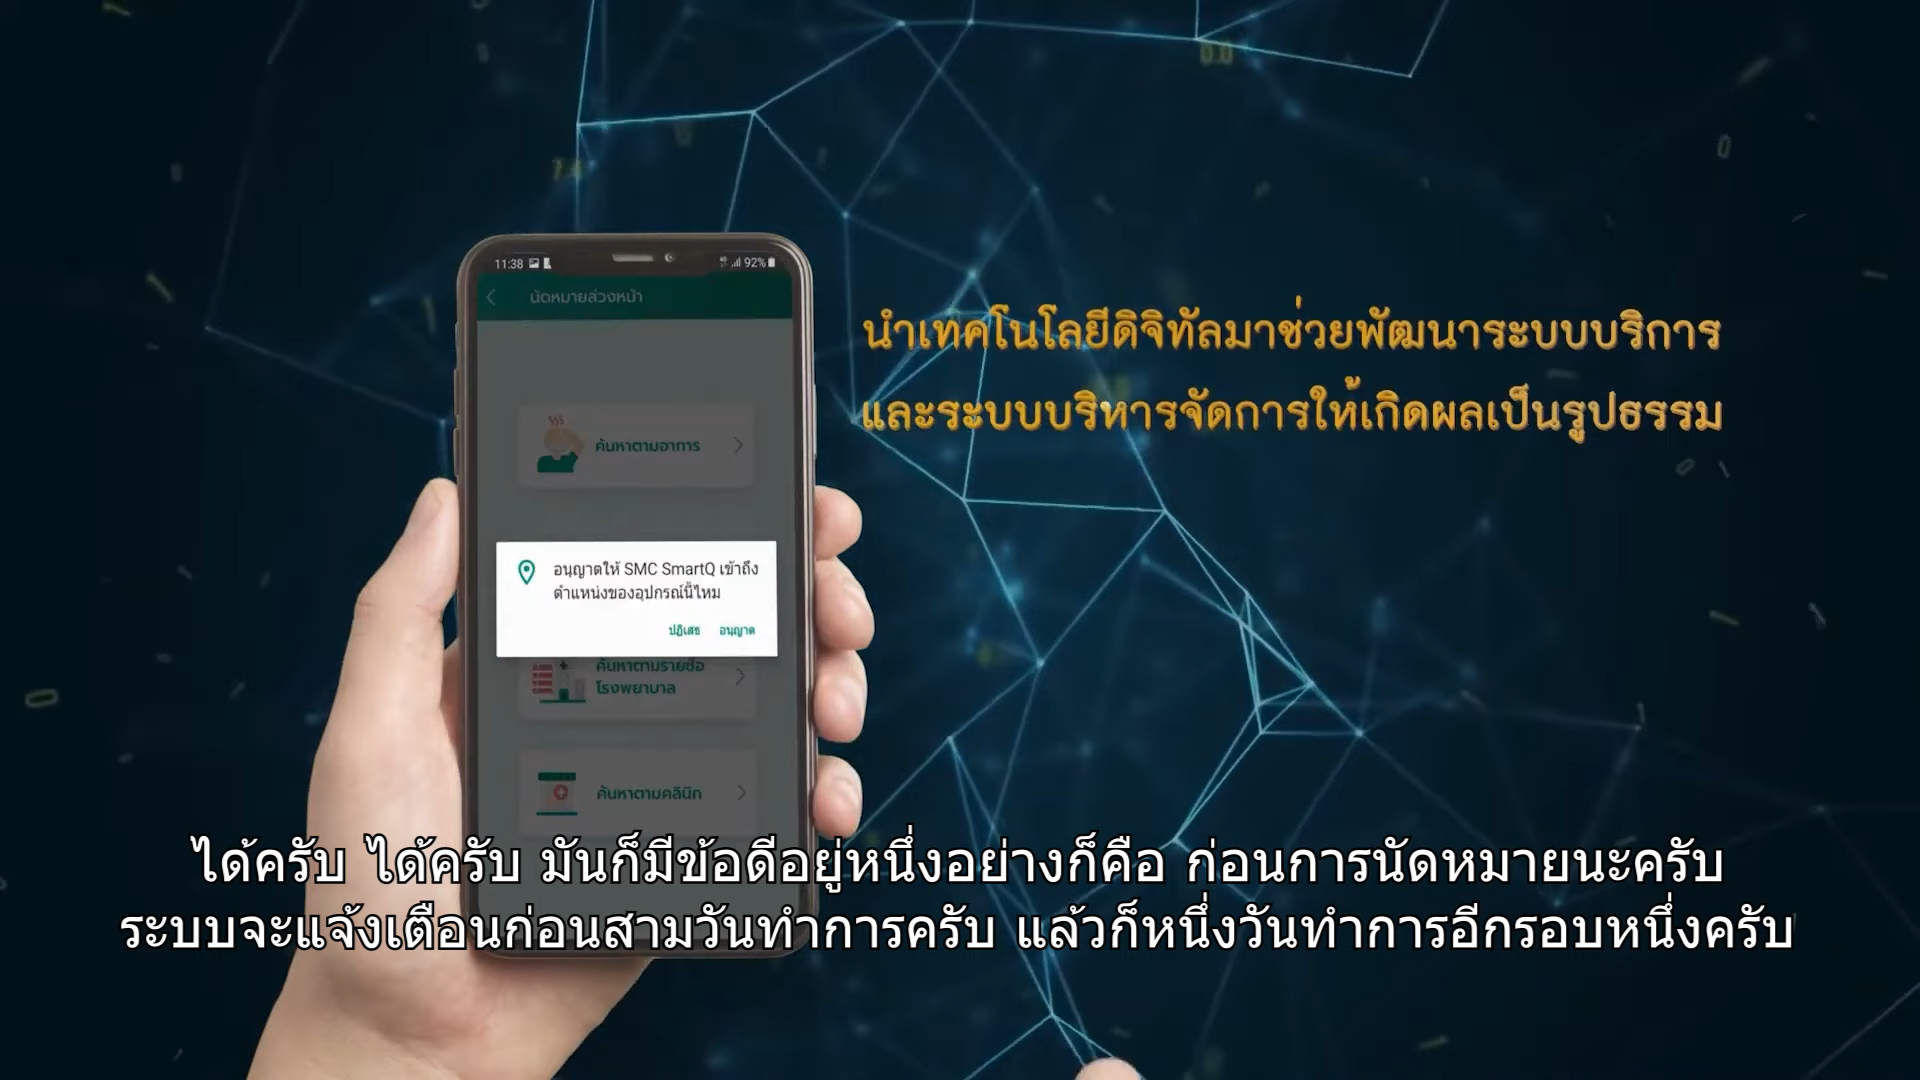 11:38
92%
นัดหมายล่วงหน้า
ค้นหาตามอาการ
อนุญาตให้ SMC SmartQ เข้าถึง
ตำแหน่งของอุปกรณ์นี้ไหม
ปฏิเสธ อนุญาต
ค้นหาตามรายชื่อ
โรงพยาบาล
ค้นหาตามคลินิก
นำเทคโนโลยีดิจิทัลมาช่วยพัฒนาระบบบริการ
และระบบบริหารจัดการให้เกิดผลเป็นรูปธรรม
ได้ครับ ได้ครับ มันก็มีข้อดีอยู่หนึ่งอย่างก็คือ ก่อนการนัดหมายนะครับ
ระบบจะแจ้งเตือนก่อนสามวันทำการครับ แล้วก็หนึ่งวันทำการอีกรอบหนึ่งครับ